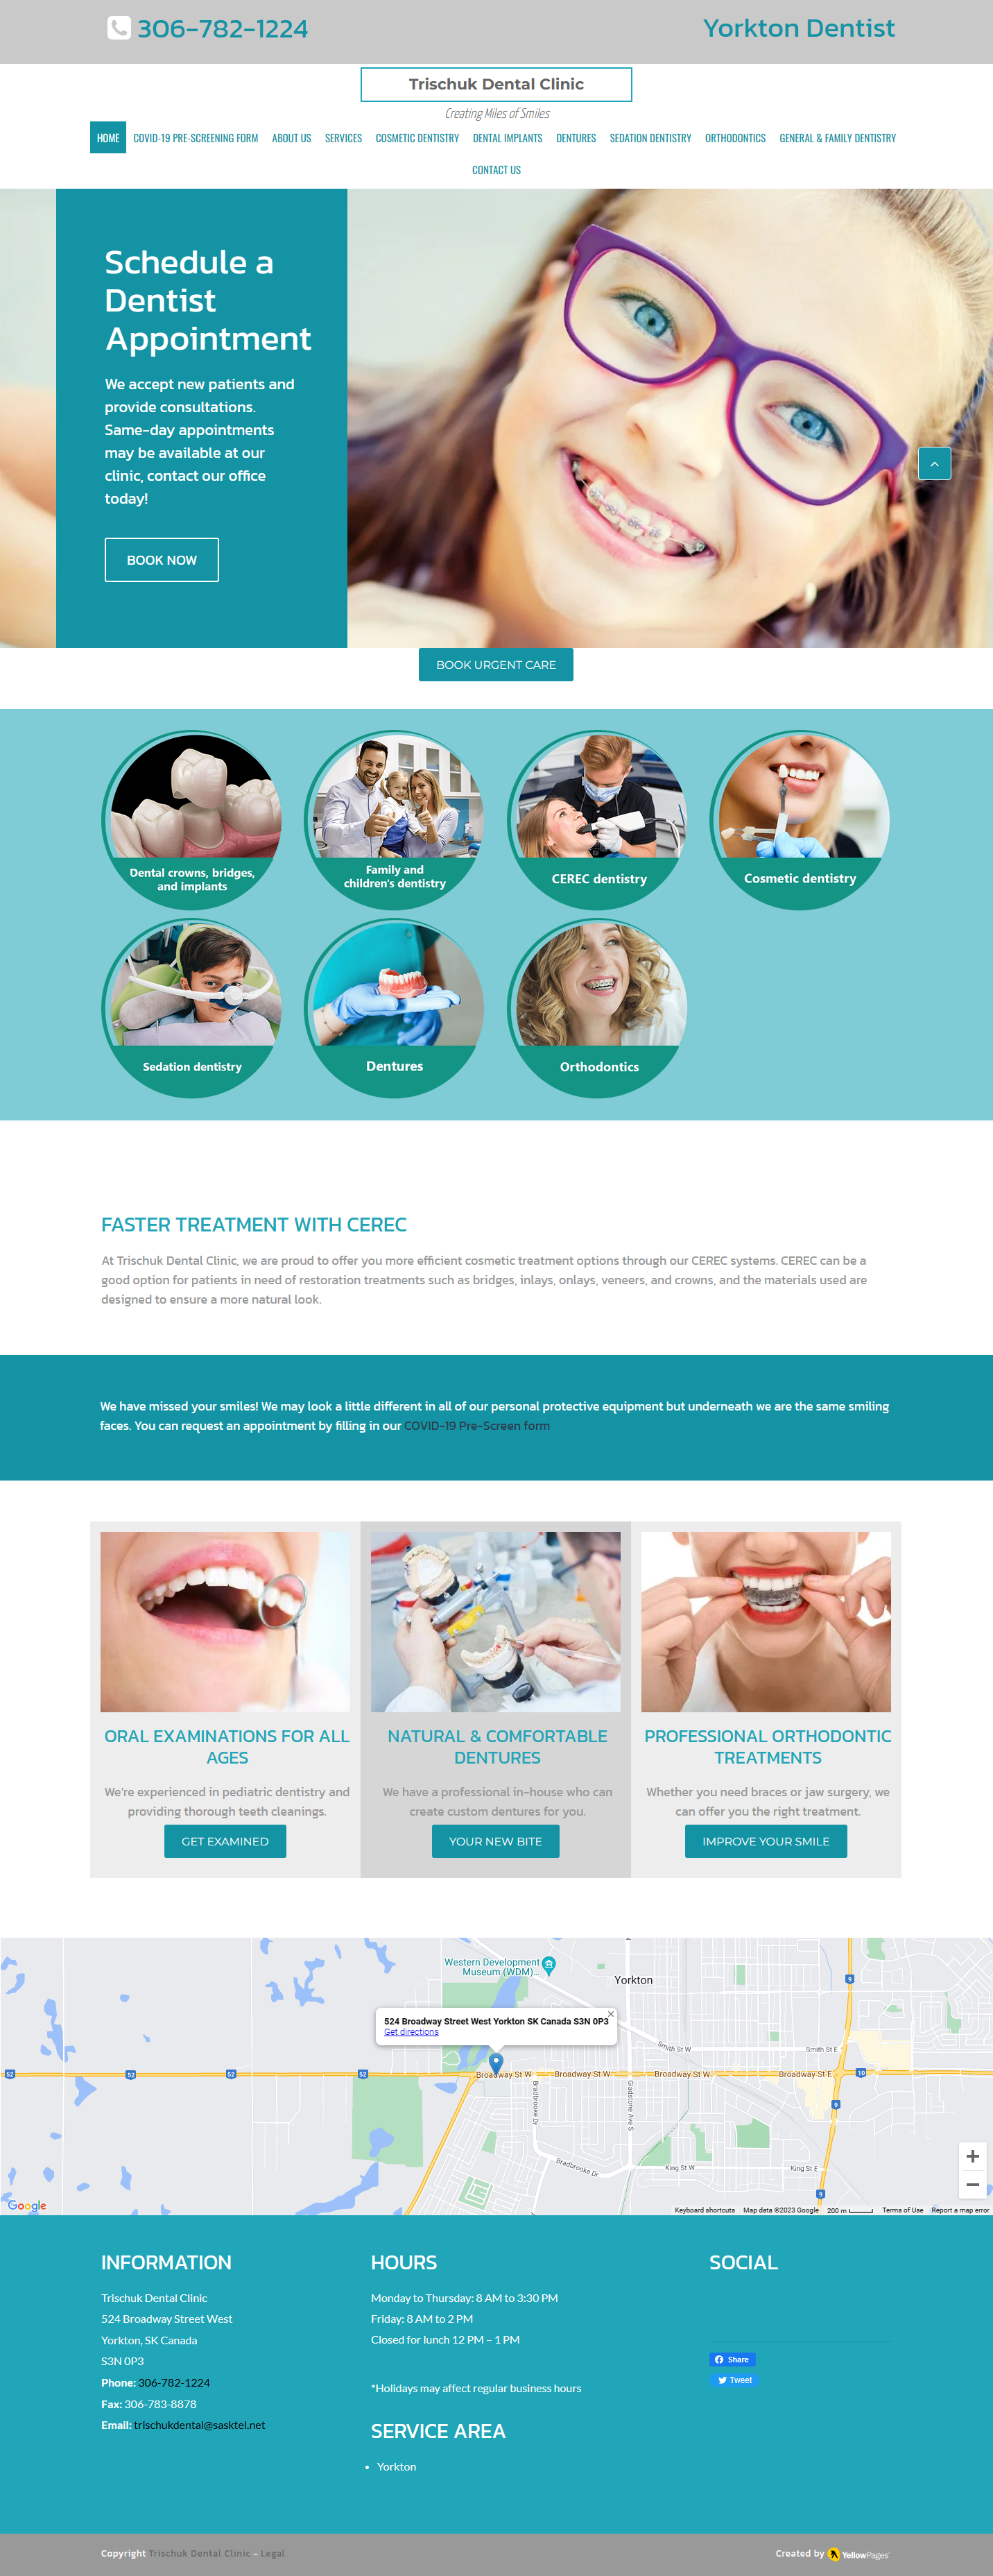 306-782-1224
Yorkton Dentist
Trischuk Dental Clinic
Creating Miles of Smiles
HOME COVID-19 PRE-SCREENING FORM ABOUT US SERVICES COSMETIC DENTISTRY DENTAL IMPLANTS DENTURES SEDATION DENTISTRY ORTHODONTICS GENERAL & FAMILY DENTISTRY
CONTACT US
Schedule a
Dentist
Appointment
We accept new patients and
provide consultations.
Same-day appointments
may be available at our
clinic, contact our office
today!
BOOK NOW
BOOK URGENT CARE
Dental crowns, bridges,
and implants
Family and
children's dentistry
CEREC dentistry
Cosmetic dentistry
Sedation dentistry
Dentures
Orthodontics
FASTER TREATMENT WITH CEREC
At Trischuk Dental Clinic, we are proud to offer you more efficient cosmetic treatment options through our CEREC systems. CEREC can be a
good option for patients in need of restoration treatments such as bridges, inlays, onlays, veneers, and crowns, and the materials used are
designed to ensure a more natural look.
We have missed your smiles! We may look a little different in all of our personal protective equipment but underneath we are the same smiling
faces. You can request an appointment by filling in our COVID-19 Pre-Screen form
ORAL EXAMINATIONS FOR ALL
AGES
We're experienced in pediatric dentistry and
providing thorough teeth cleanings.
GET EXAMINED
NATURAL & COMFORTABLE
DENTURES
We have a professional in-house who can
create custom dentures for you.
YOUR NEW BITE
PROFESSIONAL ORTHODONTIC
TREATMENTS
Whether you need braces or jaw surgery, we
can offer you the right treatment.
IMPROVE YOUR SMILE
Western Development
Museum (WDM)...
Yorkton
9
524 Broadway Street West Yorkton SK Canada S3N 0P3
Get directions
Smith St W
Smith St E
52
52
52
52
Broadway St W
Broadway St W
Broadway St W
Broadway St E
10
9
Bradbrooke Dr
Gladstone Ave S
Bradbrooke Dr
King St W
King St E
9
Google
Keyboard shortcuts Map data ©2023 Google 200 m Terms of Use Report a map error
INFORMATION
Trischuk Dental Clinic
524 Broadway Street West
Yorkton, SK Canada
S3N 0P3
Phone: 306-782-1224
Fax: 306-783-8878
Email: trischukdental@sasktel.net
HOURS
Monday to Thursday: 8 AM to 3:30 PM
Friday: 8 AM to 2 PM
Closed for lunch 12 PM – 1 PM
*Holidays may affect regular business hours
SERVICE AREA
• Yorkton
SOCIAL
Share
Tweet
Copyright Trischuk Dental Clinic - Legal
Created by YellowPages